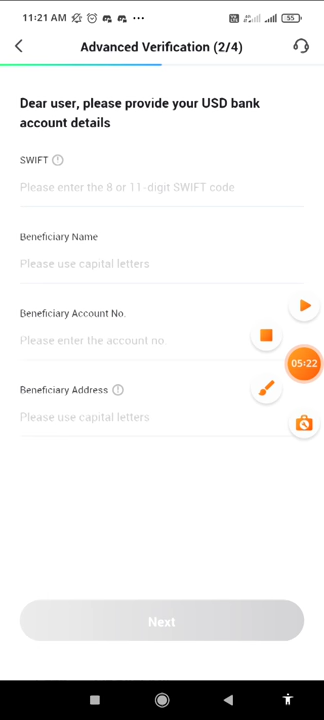 11:21 AM
55
Advanced Verification (2/4)
Dear user, please provide your USD bank
account details
SWIFT
Please enter the 8 or 11-digit SWIFT code
Beneficiary Name
Please use capital letters
Beneficiary Account No.
Please enter the account no
05:22
Beneficiary Address
Please use capital letters
Next